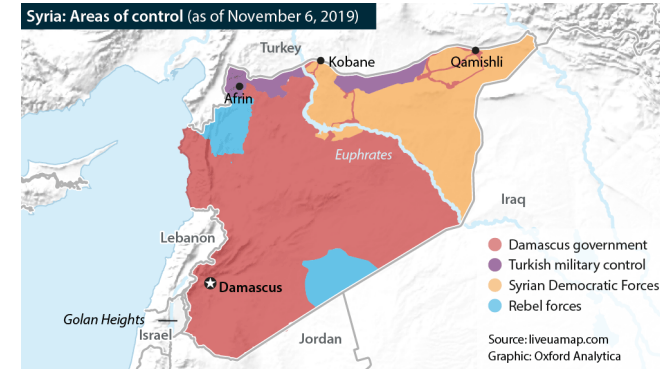 Syria: Areas of control (as of November 6, 2019)
Turkey
Kobane
Qamishli
Afrin
Euphrates
Iraq
Lebanon
Damascus
Golan Heights
Israel
Jordan
Damascus government
Turkish military control
Syrian Democratic Forces
Rebel forces
Source: liveuamap.com
Graphic: Oxford Analytica